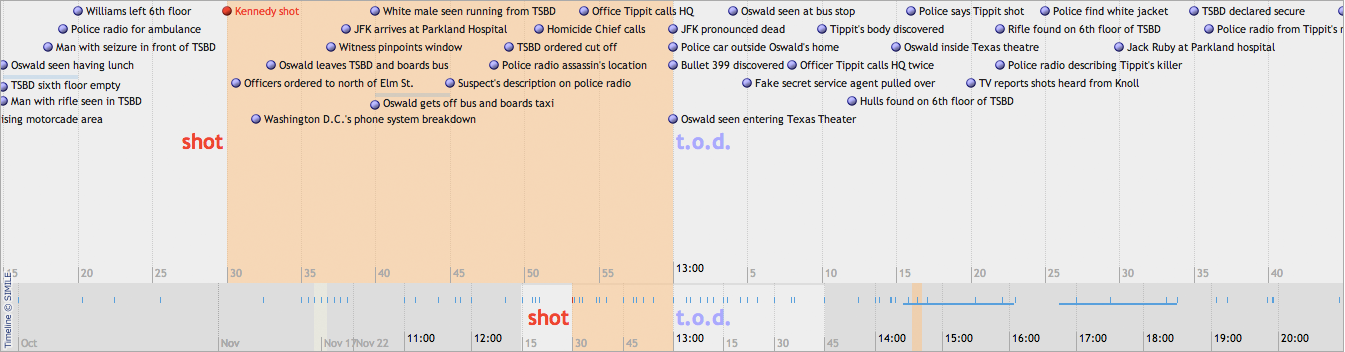 Williams left 6th floor Kennedy shot White male seen running from TSBD Office Tippit calls HQ Oswald seen at bus stop Police says Tippit shot Police find white jacket TSBD declared secure
Police radio for ambulance JFK arrives at Parkland Hospital Homicide Chief calls JFK pronounced dead Tippit's body discovered Rifle found on 6th floor of TSBD Police radio from Tippit's
Man with seizure in front of TSBD Witness pinpoints window TSBD ordered cut off Police car outside Oswald's home Oswald inside Texas theatre Jack Ruby at Parkland hospital
Oswald seen having lunch Oswald leaves TSBD and boards bus Police radio assassin's location Bullet 399 discovered Officer Tippit calls HQ twice Police radio describing Tippit's killer
TSBD sixth floor empty Officers ordered to north of Elm St. Suspect's description on police radio Fake secret service agent pulled over TV reports shots heard from Knoll
Man with rifle seen in TSBD Oswald gets off bus and boards taxi Hulls found on 6th floor of TSBD
ising motorcade area Washington D.C.'s phone system breakdown Oswald seen entering Texas Theater
shot t.o.d.
20 25 30 35 40 45 50 55 13:00 5 10 15 20 25 30 35 40
Timeline © SIMILE
shot t.o.d.
Oct Nov Nov 17 Nov 22 11:00 12:00 15 30 45 13:00 15 30 45 14:00 15:00 16:00 17:00 18:00 19:00 20:00